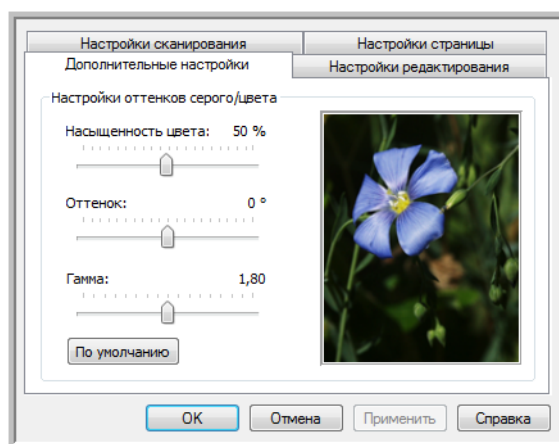 Настройки сканирования
Настройки страницы
Дополнительные настройки
Настройки редактирования
Настройки оттенков серого/цвета
Насыщенность цвета: 50 %
Оттенок: 0 °
Гамма: 1,80
По умолчанию
OK
Отмена
Применить
Справка